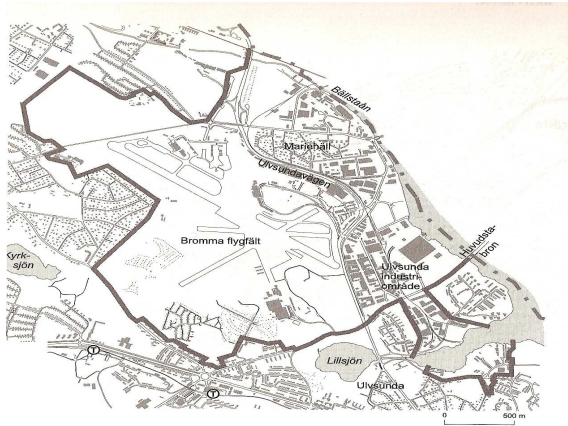 Bällstaån
Mariehäll
Ulvsundavägen
Bromma flygfält
Huvudsta-
bron
Kyrk-
sjön
Ulvsunda
industri-
område
Lillsjön
Ulvsunda
T
T
0
500 m